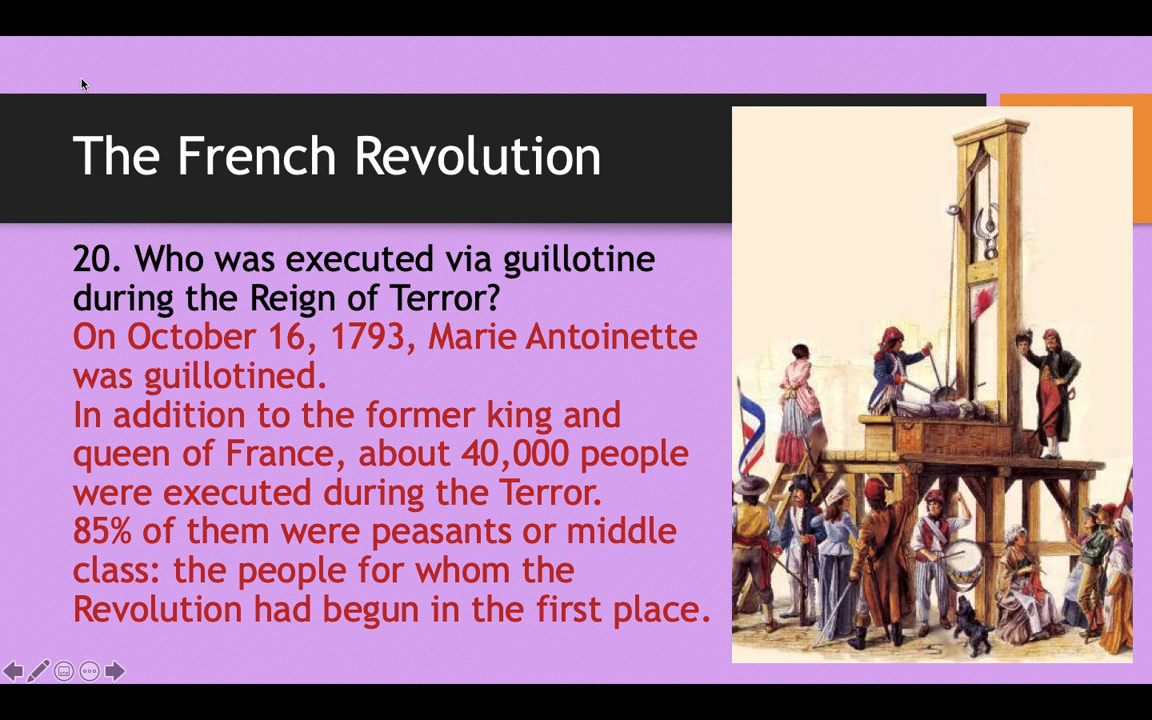 The French Revolution
20. Who was executed via guillotine
during the Reign of Terror?
On October 16, 1793, Marie Antoinette
was guillotined.
In addition to the former king and
queen of France, about 40,000 people
were executed during the Terror.
85% of them were peasants or middle
class: the people for whom the
Revolution had begun in the first place.